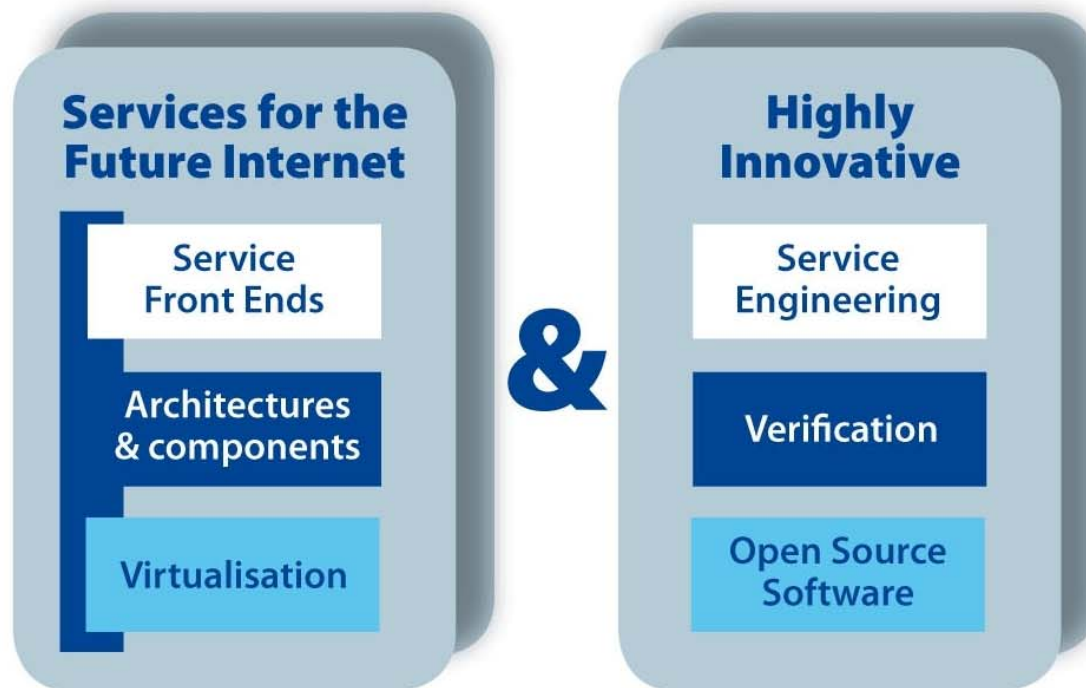 Services for the
Future Internet
Service
Front Ends
Architectures
& components
Virtualisation
&
Highly
Innovative
Service
Engineering
Verification
Open Source
Software